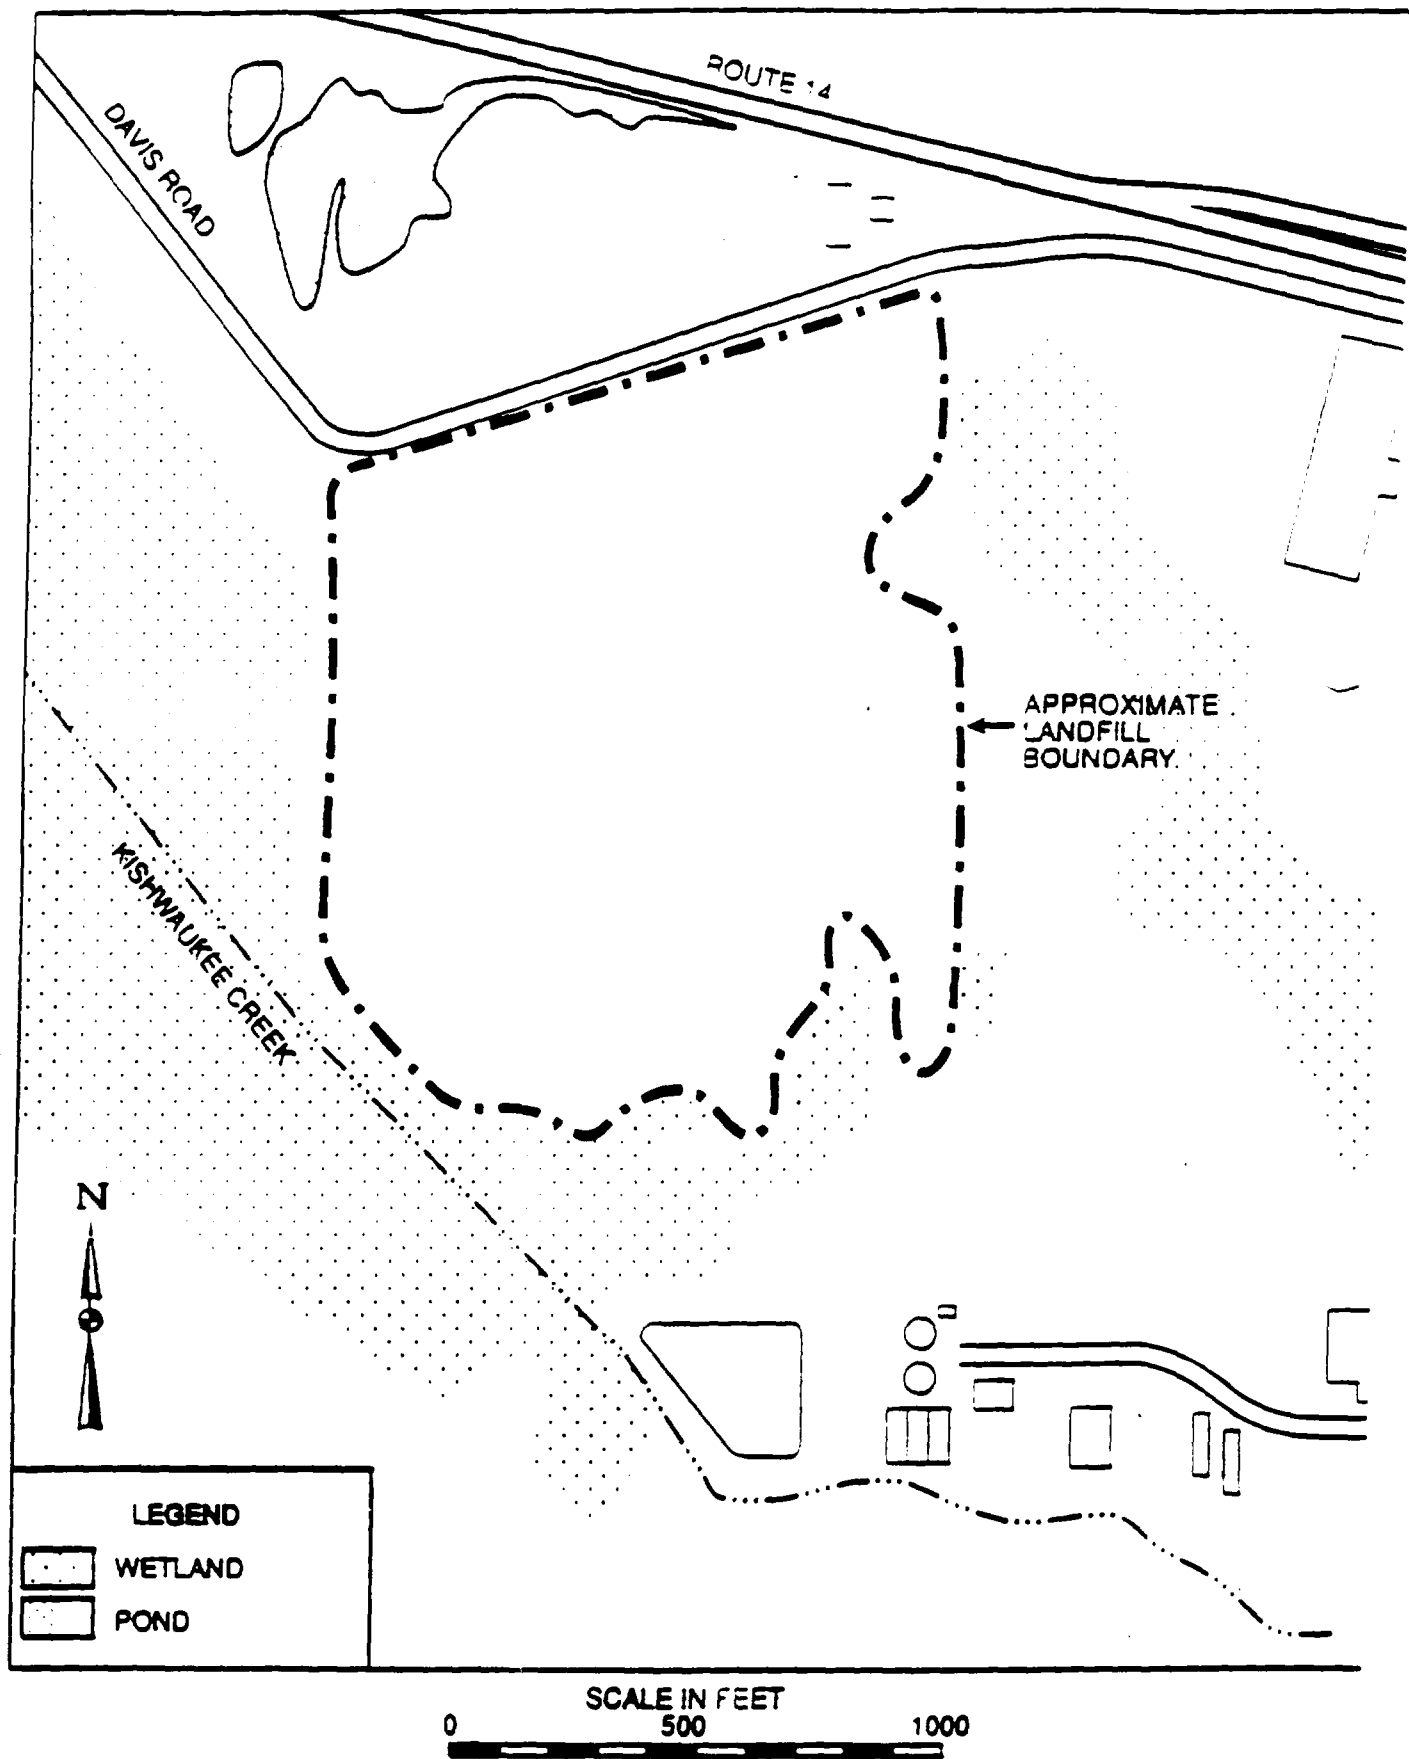 ROUTE 14
DAVIS ROAD
APPROXIMATE
LANDFILL
BOUNDARY
KISHWAUKEE CREEK
N
LEGEND
WETLAND
POND
SCALE IN FEET
0 500 1000